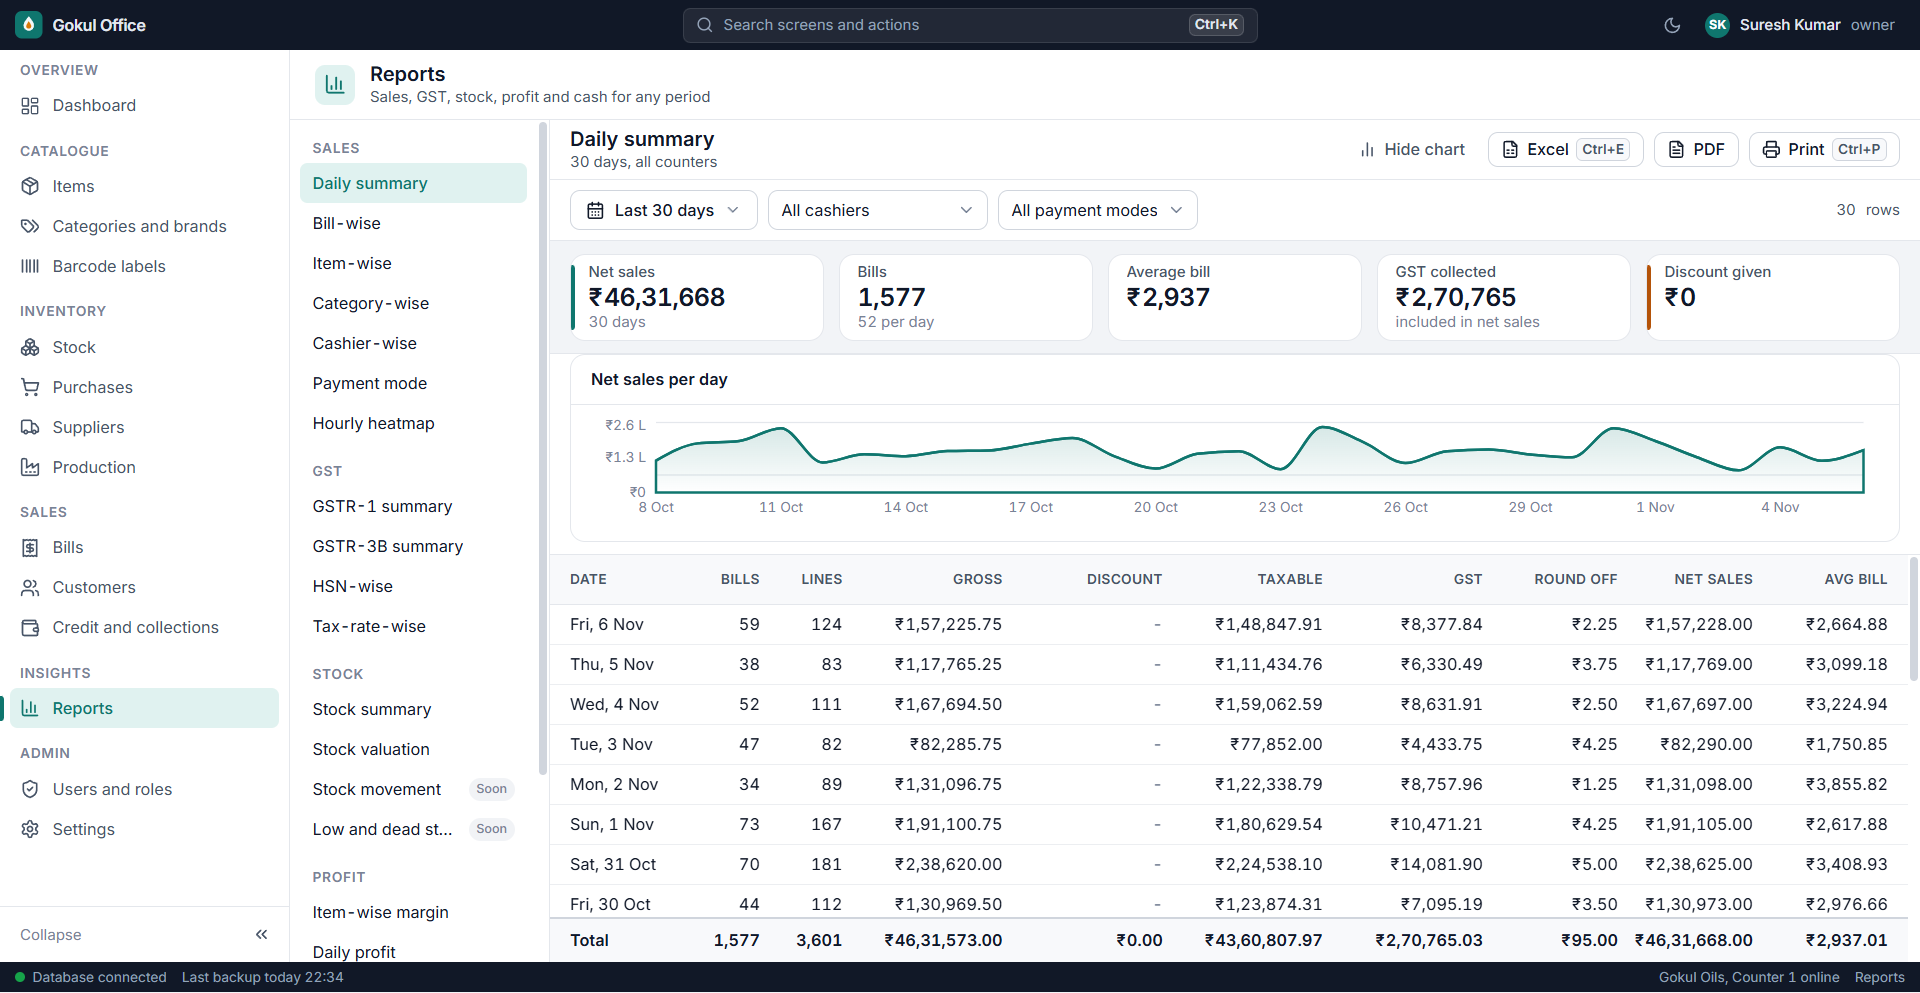 Gokul Office
Search screens and actions Ctrl+K
SK Suresh Kumar owner
OVERVIEW
Dashboard
CATALOGUE
Items
Categories and brands
Barcode labels
INVENTORY
Stock
Purchases
Suppliers
Production
SALES
Bills
Customers
Credit and collections
INSIGHTS
Reports
ADMIN
Users and roles
Settings
Collapse
Reports
Sales, GST, stock, profit and cash for any period
SALES
Daily summary
Bill-wise
Item-wise
Category-wise
Cashier-wise
Payment mode
Hourly heatmap
GST
GSTR-1 summary
GSTR-3B summary
HSN-wise
Tax-rate-wise
STOCK
Stock summary
Stock valuation
Stock movement Soon
Low and dead st... Soon
PROFIT
Item-wise margin
Daily profit
Daily summary
30 days, all counters
Hide chart Excel Ctrl+E PDF Print Ctrl+P
Last 30 days All cashiers All payment modes 30 rows
Net sales
₹46,31,668
30 days
Bills
1,577
52 per day
Average bill
₹2,937
GST collected
₹2,70,765
included in net sales
Discount given
₹0
Net sales per day
₹2.6 L
₹1.3 L
₹0
8 Oct 11 Oct 14 Oct 17 Oct 20 Oct 23 Oct 26 Oct 29 Oct 1 Nov 4 Nov
DATE BILLS LINES GROSS DISCOUNT TAXABLE GST ROUND OFF NET SALES AVG BILL
Fri, 6 Nov 59 124 ₹1,57,225.75 - ₹1,48,847.91 ₹8,377.84 ₹2.25 ₹1,57,228.00 ₹2,664.88
Thu, 5 Nov 38 83 ₹1,17,765.25 - ₹1,11,434.76 ₹6,330.49 ₹3.75 ₹1,17,769.00 ₹3,099.18
Wed, 4 Nov 52 111 ₹1,67,694.50 - ₹1,59,062.59 ₹8,631.91 ₹2.50 ₹1,67,697.00 ₹3,224.94
Tue, 3 Nov 47 82 ₹82,285.75 - ₹77,852.00 ₹4,433.75 ₹4.25 ₹82,290.00 ₹1,750.85
Mon, 2 Nov 34 89 ₹1,31,096.75 - ₹1,22,338.79 ₹8,757.96 ₹1.25 ₹1,31,098.00 ₹3,855.82
Sun, 1 Nov 73 167 ₹1,91,100.75 - ₹1,80,629.54 ₹10,471.21 ₹4.25 ₹1,91,105.00 ₹2,617.88
Sat, 31 Oct 70 181 ₹2,38,620.00 - ₹2,24,538.10 ₹14,081.90 ₹5.00 ₹2,38,625.00 ₹3,408.93
Fri, 30 Oct 44 112 ₹1,30,969.50 - ₹1,23,874.31 ₹7,095.19 ₹3.50 ₹1,30,973.00 ₹2,976.66
Total 1,577 3,601 ₹46,31,573.00 ₹0.00 ₹43,60,807.97 ₹2,70,765.03 ₹95.00 ₹46,31,668.00 ₹2,937.01
Database connected Last backup today 22:34
Gokul Oils, Counter 1 online Reports